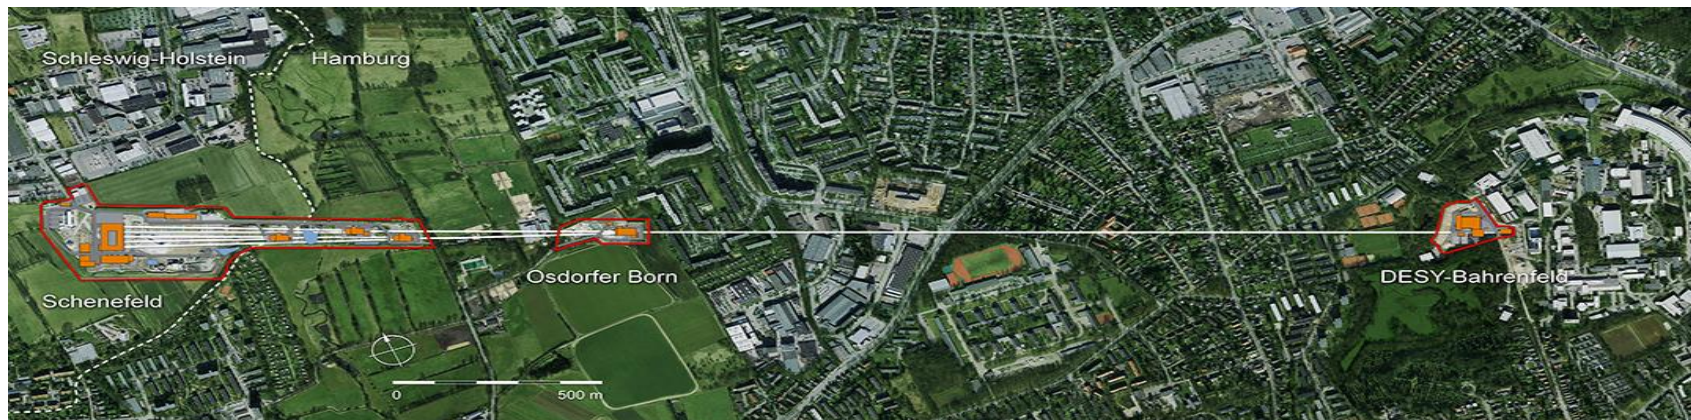 Schleswig-Holstein
Hamburg
Schenefeld
Osdorfer Born
DESY-Bahrenfeld
0
500 m